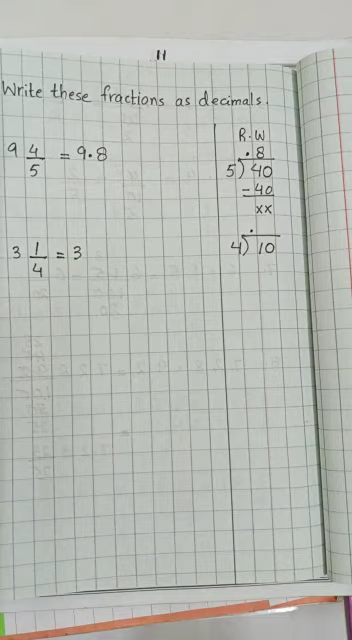 11
Write these fractions as decimals.
R.W
9 4/5 = 9.8
.8
5) 40
-40
xx
3 1/4 = 3
.
4) 10